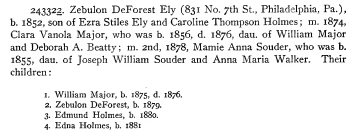 243322. Zebulon DeForest Ely (831 No. 7th St., Philadelphia, Pa.),
b. 1852, son of Ezra Stiles Ely and Caroline Thompson Holmes; m. 1874,
Clara Vanola Major, who was b. 1856, d. 1876, dau. of William Major
and Deborah A. Beatty; m. 2nd, 1878, Mamie Anna Souder, who was b.
1855, dau. of Joseph William Souder and Anna Maria Walker. Their
children:
1. William Major, b. 1875, d. 1876.
2. Zebulon DeForest, b. 1879.
3. Edmund Holmes, b. 1880.
4. Edna Holmes, b. 1881